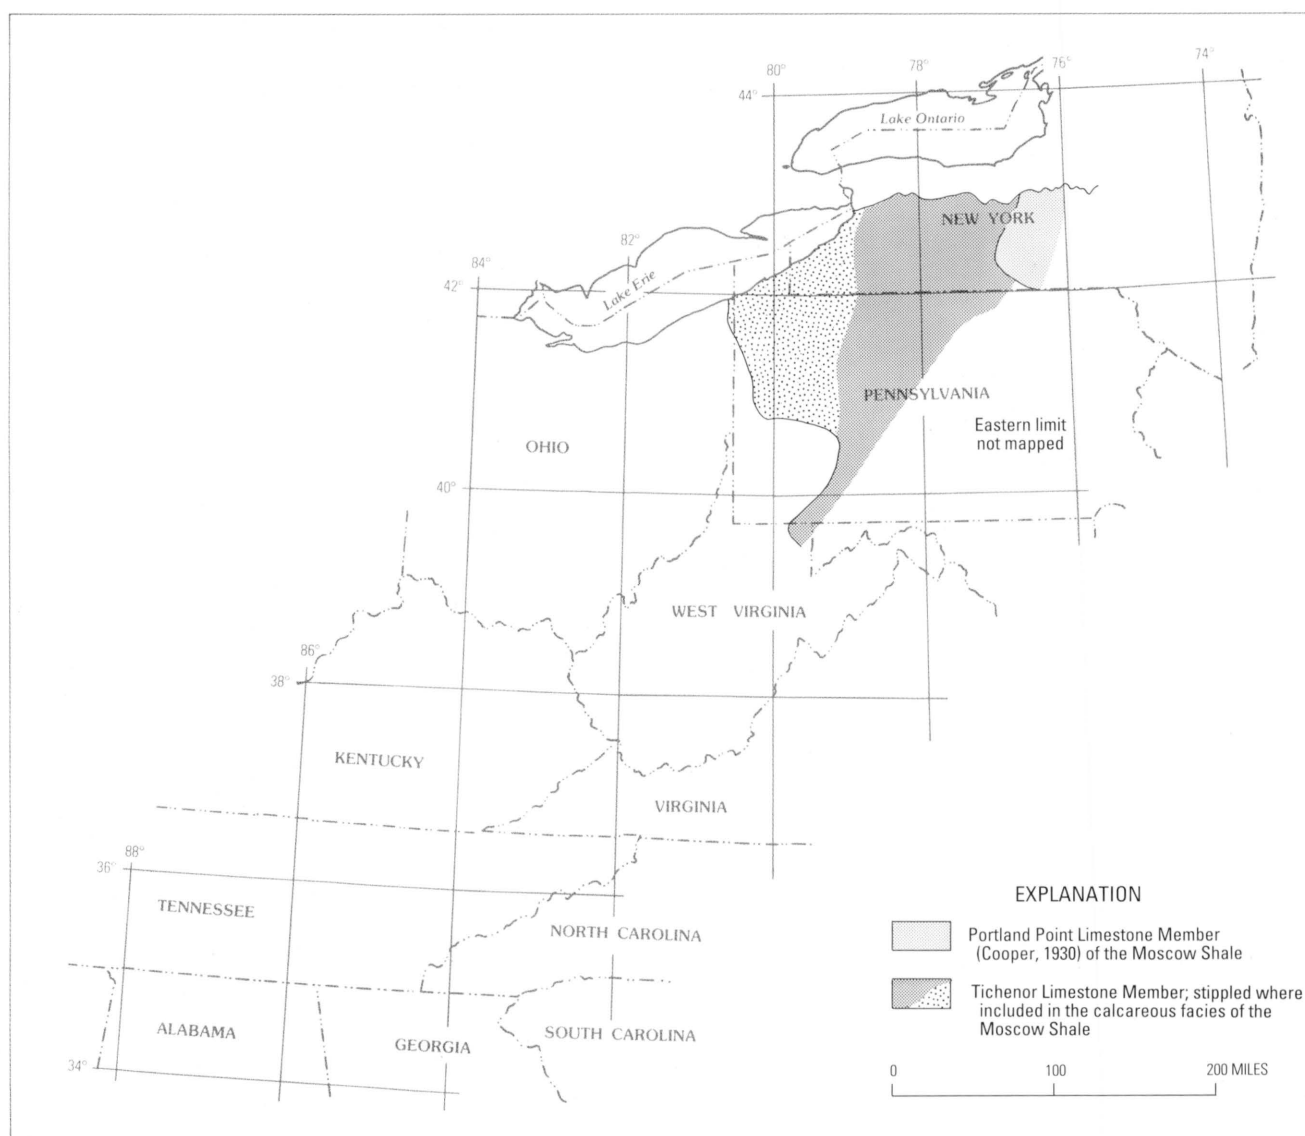 80°
78°
76°
74°
44°
Lake Ontario
NEW YORK
82°
84°
42°
Lake Erie
PENNSYLVANIA
Eastern limit
not mapped
OHIO
40°
WEST VIRGINIA
86°
38°
KENTUCKY
VIRGINIA
88°
36°
TENNESSEE
NORTH CAROLINA
ALABAMA
GEORGIA
SOUTH CAROLINA
34°
EXPLANATION
Portland Point Limestone Member
(Cooper, 1930) of the Moscow Shale
Tichenor Limestone Member; stippled where
included in the calcareous facies of the
Moscow Shale
0 100 200 MILES